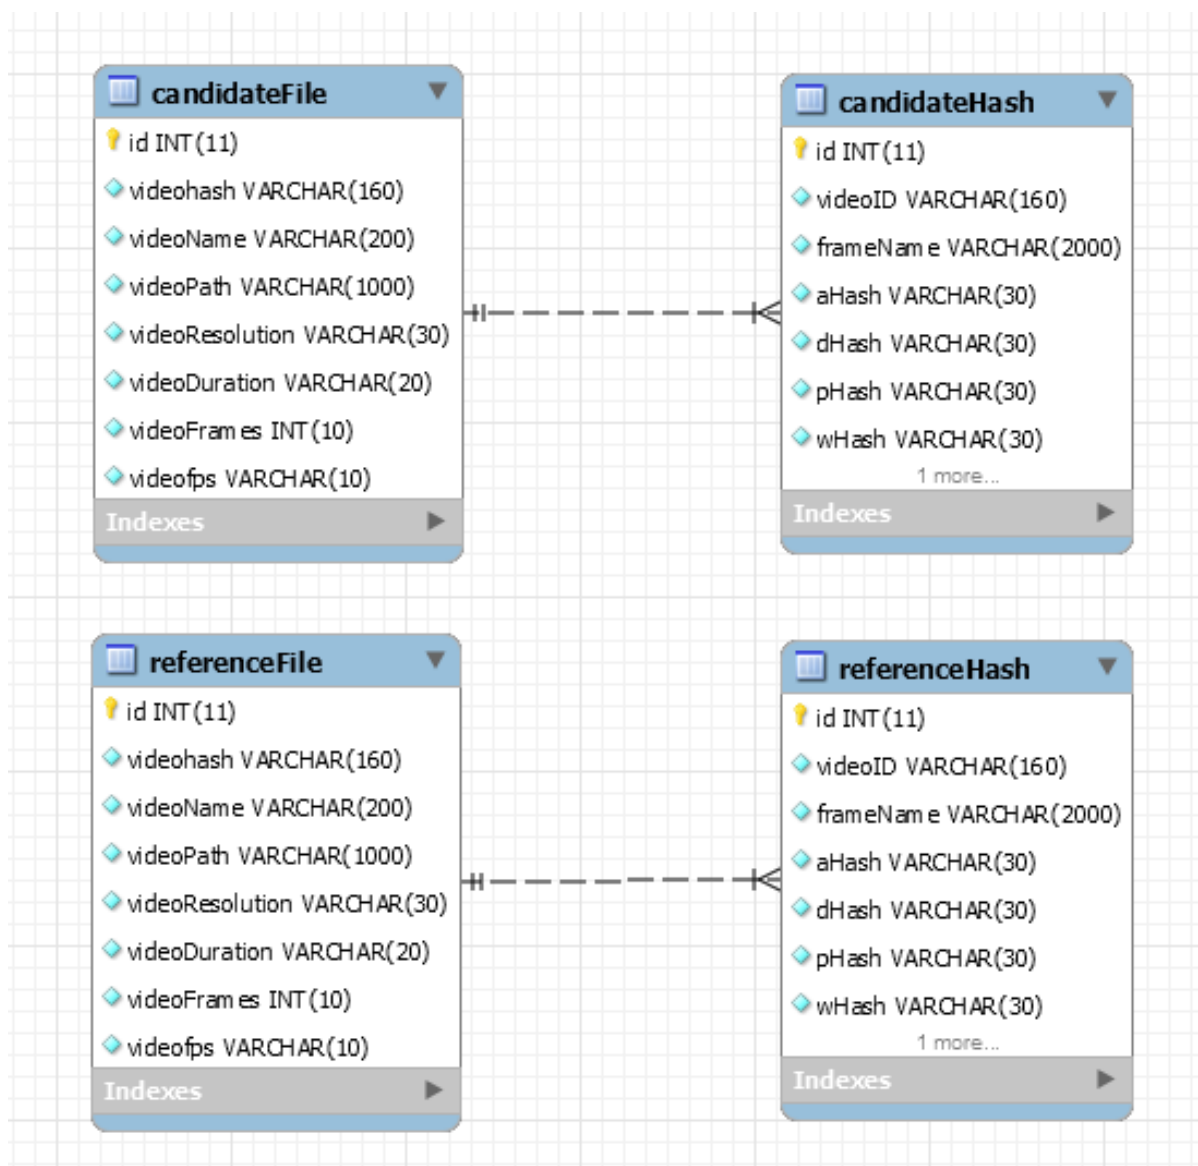 candidateFile
id INT(11)
videohash VARCHAR(160)
videoName VARCHAR(200)
videoPath VARCHAR(1000)
videoResolution VARCHAR(30)
videoDuration VARCHAR(20)
videoFrames INT(10)
videofps VARCHAR(10)
Indexes
candidateHash
id INT(11)
videoID VARCHAR(160)
frameName VARCHAR(2000)
aHash VARCHAR(30)
dHash VARCHAR(30)
pHash VARCHAR(30)
wHash VARCHAR(30)
1 more...
Indexes
referenceFile
id INT(11)
videohash VARCHAR(160)
videoName VARCHAR(200)
videoPath VARCHAR(1000)
videoResolution VARCHAR(30)
videoDuration VARCHAR(20)
videoFrames INT(10)
videofps VARCHAR(10)
Indexes
referenceHash
id INT(11)
videoID VARCHAR(160)
frameName VARCHAR(2000)
aHash VARCHAR(30)
dHash VARCHAR(30)
pHash VARCHAR(30)
wHash VARCHAR(30)
1 more...
Indexes